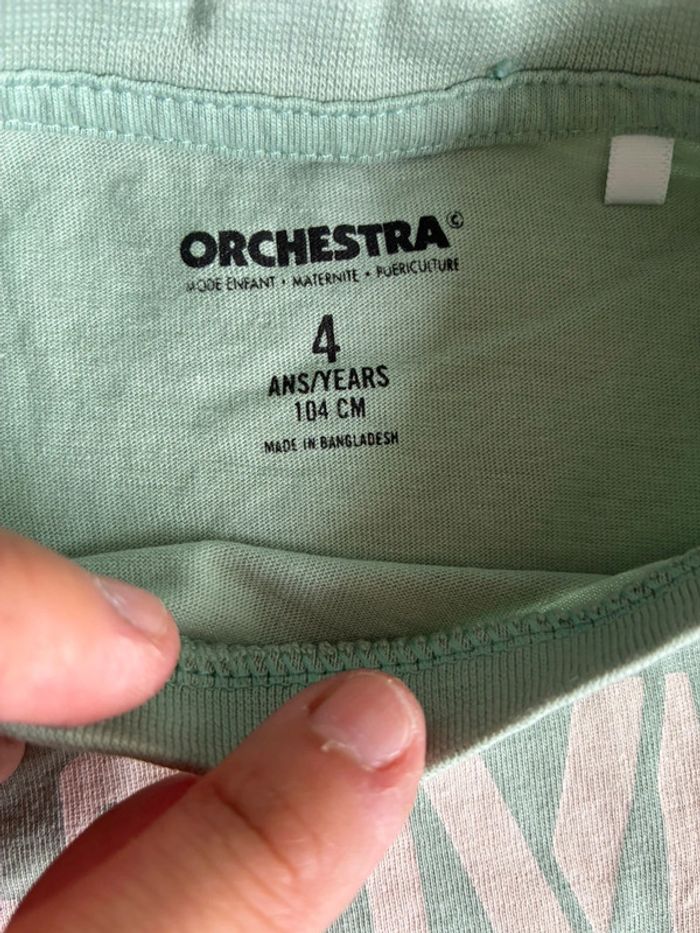 ORCHESTRA©
MODE ENFANT • MATERNITE • PUERICULTURE
4
ANS/YEARS
104 CM
MADE IN BANGLADESH